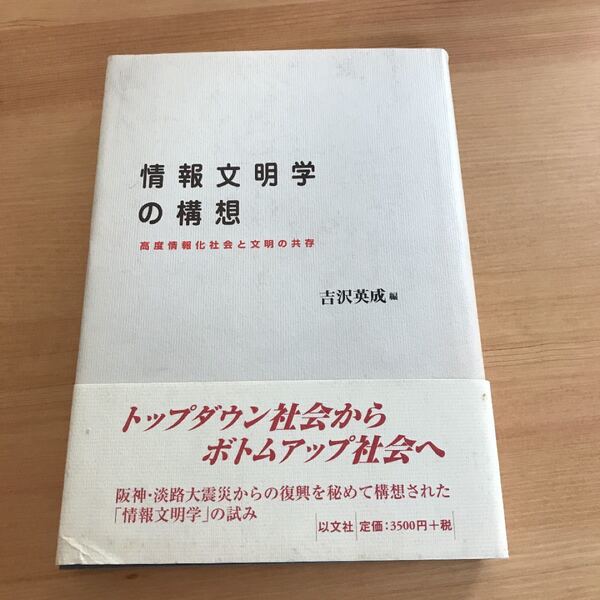 情報文明学
の構想
高度情報化社会と文明の共存
吉沢英成 編
トップダウン社会から
ボトムアップ社会へ
阪神・淡路大震災からの復興を秘めて構想された
「情報文明学」の試み
以文社 定価:3500円+税